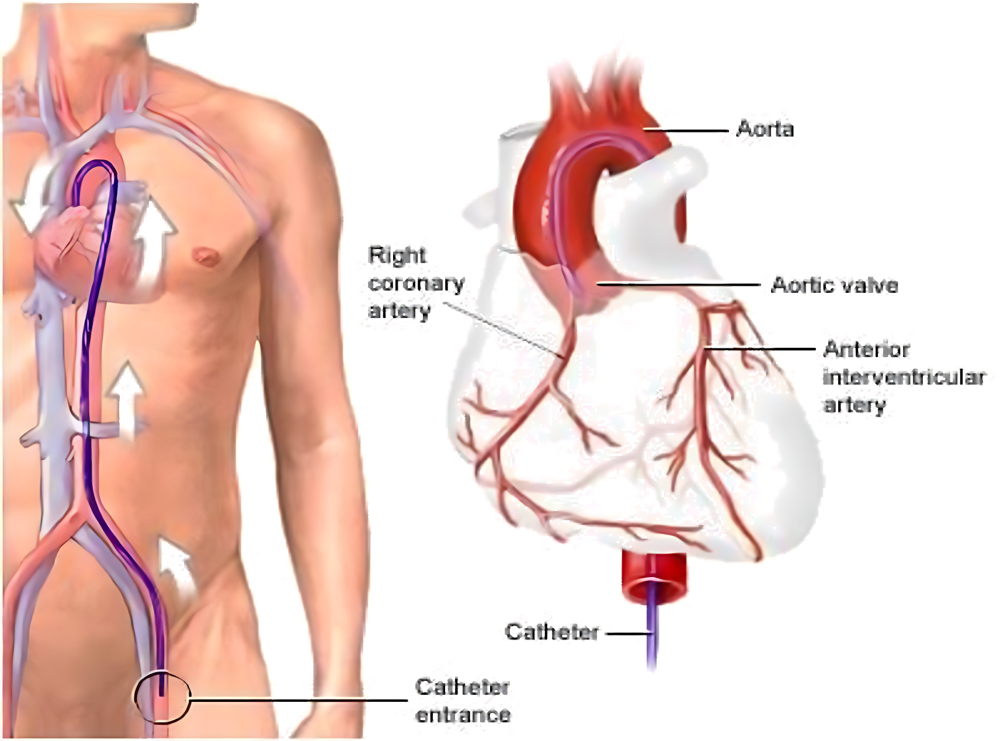 Aorta
Right
coronary
artery
Aortic valve
Anterior
interventricular
artery
Catheter
Catheter
entrance